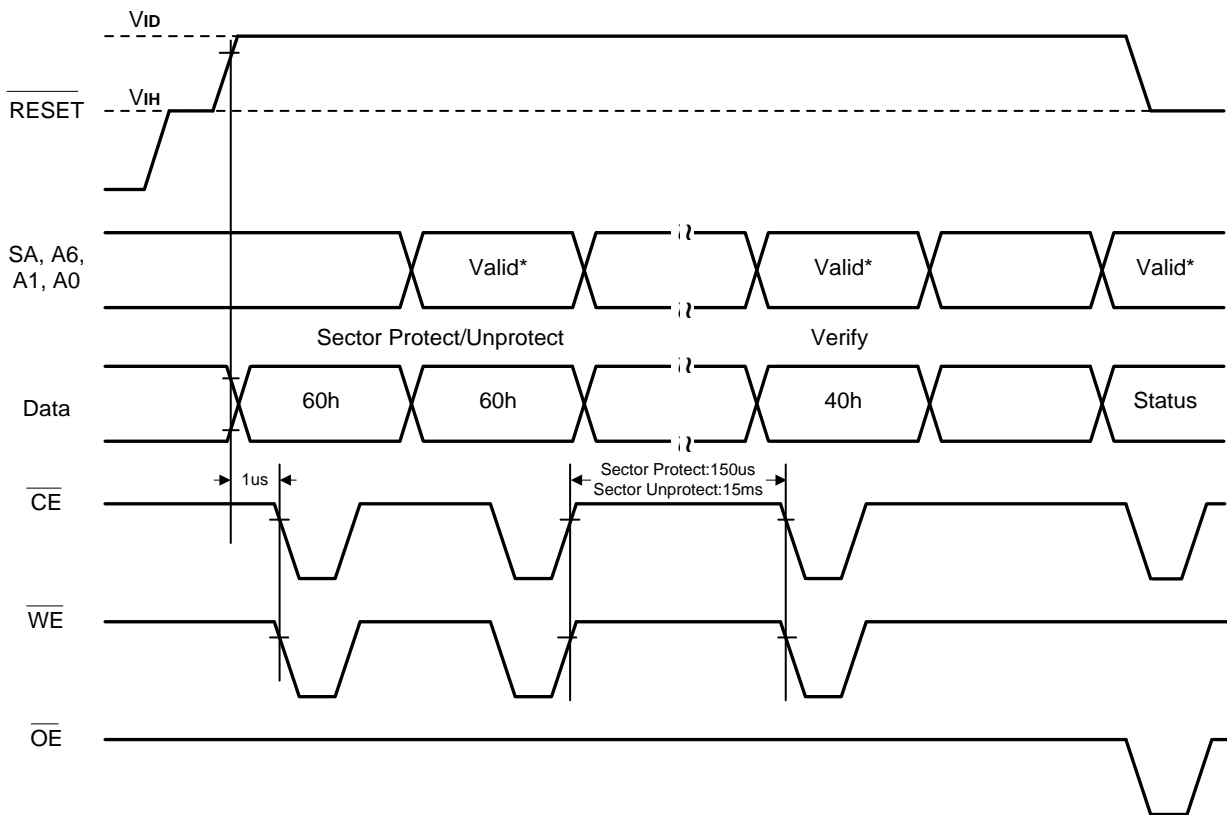 VID
RESET
VIH
SA, A6,
A1, A0
Valid*
Valid*
Valid*
Sector Protect/Unprotect
Verify
Data
60h
60h
40h
Status
1us
Sector Protect:150us
Sector Unprotect:15ms
CE
WE
OE